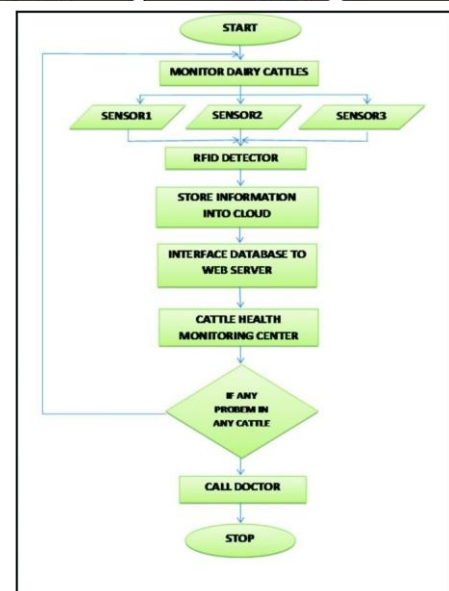 START
MONITOR DAIRY CATTLES
SENSOR1
SENSOR2
SENSOR3
RFID DETECTOR
STORE INFORMATION
INTO CLOUD
INTERFACE DATABASE TO
WEB SERVER
CATTLE HEALTH
MONITORING CENTER
IF ANY
PROBEM IN
ANY CATTLE
CALL DOCTOR
STOP